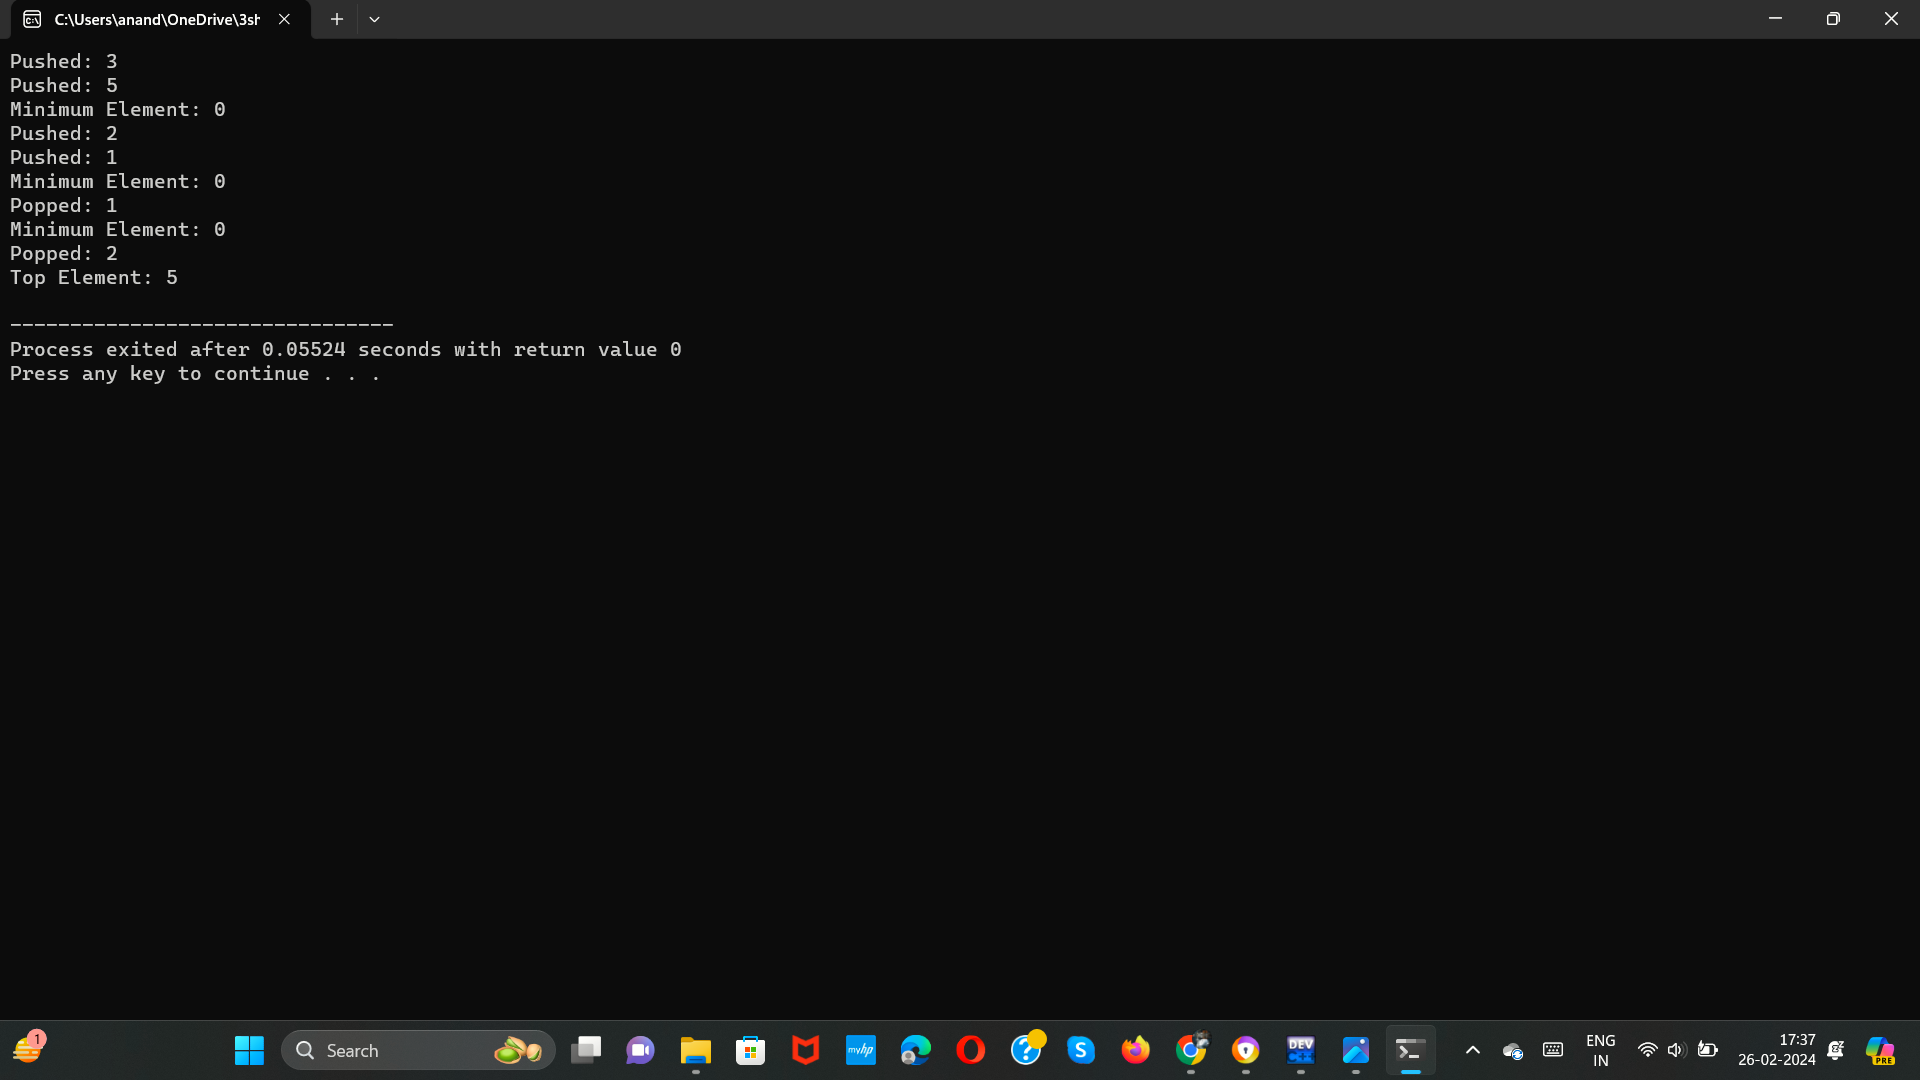 C:\Users\anand\OneDrive\3sh
Pushed: 3
Pushed: 5
Minimum Element: 0
Pushed: 2
Pushed: 1
Minimum Element: 0
Popped: 1
Minimum Element: 0
Popped: 2
Top Element: 5
--------------------------------
Process exited after 0.05524 seconds with return value 0
Press any key to continue . . .
1
Search
myhp
S
DEV
C++
ENG
IN
17:37
26-02-2024
PRE